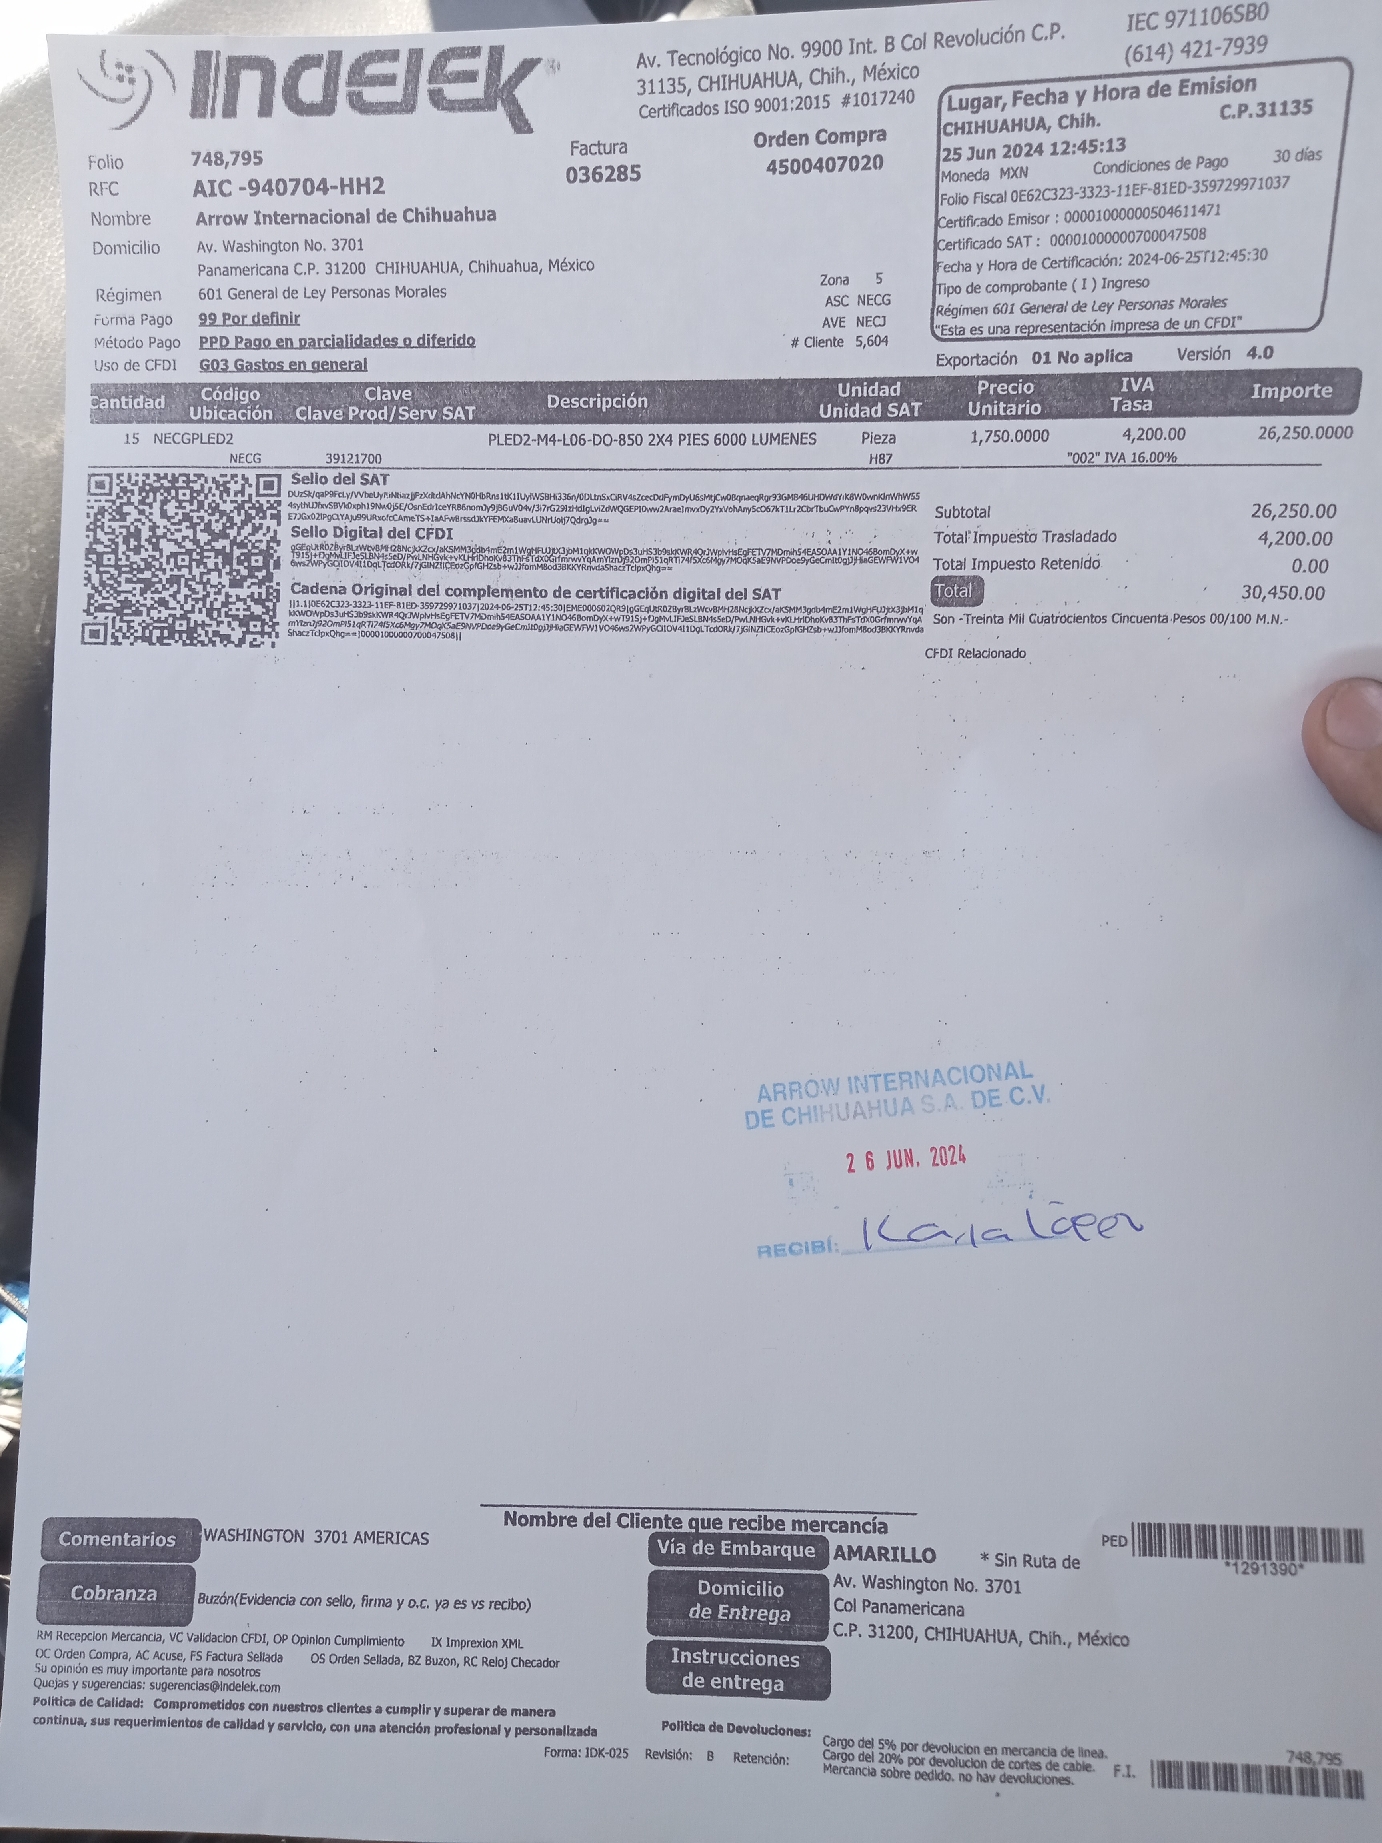 Indelek
Av. Tecnológico No. 9900 Int. B Col Revolución C.P.
31135, CHIHUAHUA, Chih., México
Certificados ISO 9001:2015 #1017240
IEC 971106SB0
(614) 421-7939
Folio 748,795
Factura
036285
Orden Compra
4500407020
RFC AIC -940704-HH2
Nombre Arrow Internacional de Chihuahua
Domicilio Av. Washington No. 3701
Panamericana C.P. 31200 CHIHUAHUA, Chihuahua, México
Régimen 601 General de Ley Personas Morales
Forma Pago 99 Por definir
Método Pago PPD Pago en parcialidades o diferido
Uso de CFDI G03 Gastos en general
Zona 5
ASC NECG
AVE NECJ
# Cliente 5,604
Lugar, Fecha y Hora de Emision
CHIHUAHUA, Chih. C.P.31135
25 Jun 2024 12:45:13
Moneda MXN Condiciones de Pago 30 días
Folio Fiscal 0E62C323-3323-11EF-81ED-359729971037
Certificado Emisor : 00001000000504611471
Certificado SAT : 00001000000700047508
Fecha y Hora de Certificación: 2024-06-25T12:45:30
Tipo de comprobante ( I ) Ingreso
Régimen 601 General de Ley Personas Morales
"Esta es una representación impresa de un CFDI"
Exportación 01 No aplica Versión 4.0
Cantidad Código Clave Descripción Unidad Precio IVA Importe
Ubicación Clave Prod/Serv SAT Unidad SAT Unitario Tasa
15 NECGPLED2 PLED2-M4-L06-DO-850 2X4 PIES 6000 LUMENES Pieza 1,750.0000 4,200.00 26,250.0000
NECG 39121700 H87 "002" IVA 16.00%
Sello del SAT
Sello Digital del CFDI
Cadena Original del complemento de certificación digital del SAT
Subtotal 26,250.00
Total Impuesto Trasladado 4,200.00
Total Impuesto Retenido 0.00
Total 30,450.00
Son -Treinta Mil Cuatrocientos Cincuenta Pesos 00/100 M.N.-
CFDI Relacionado
ARROW INTERNACIONAL
DE CHIHUAHUA S.A. DE C.V.
26 JUN. 2024
RECIBÍ: Karla López
Nombre del Cliente que recibe mercancía
Comentarios WASHINGTON 3701 AMERICAS
Cobranza Buzón(Evidencia con sello, firma y o.c. ya es vs recibo)
RM Recepcion Mercancia, VC Validacion CFDI, OP Opinion Cumplimiento IX Imprexion XML
OC Orden Compra, AC Acuse, FS Factura Sellada OS Orden Sellada, BZ Buzon, RC Reloj Checador
Su opinión es muy importante para nosotros
Quejas y sugerencias: sugerencias@indelek.com
Politica de Calidad: Comprometidos con nuestros clientes a cumplir y superar de manera
continua, sus requerimientos de calidad y servicio, con una atención profesional y personalizada
Vía de Embarque AMARILLO * Sin Ruta de
Domicilio de Entrega
Av. Washington No. 3701
Col Panamericana
C.P. 31200, CHIHUAHUA, Chih., México
Instrucciones de entrega
PED *1291390*
Forma: IDK-025 Revisión: B Retención:
Politica de Devoluciones:
Cargo del 5% por devolucion en mercancia de linea.
Cargo del 20% por devolucion de cortes de cable.
Mercancia sobre pedido. no hay devoluciones.
F.I. 748,795